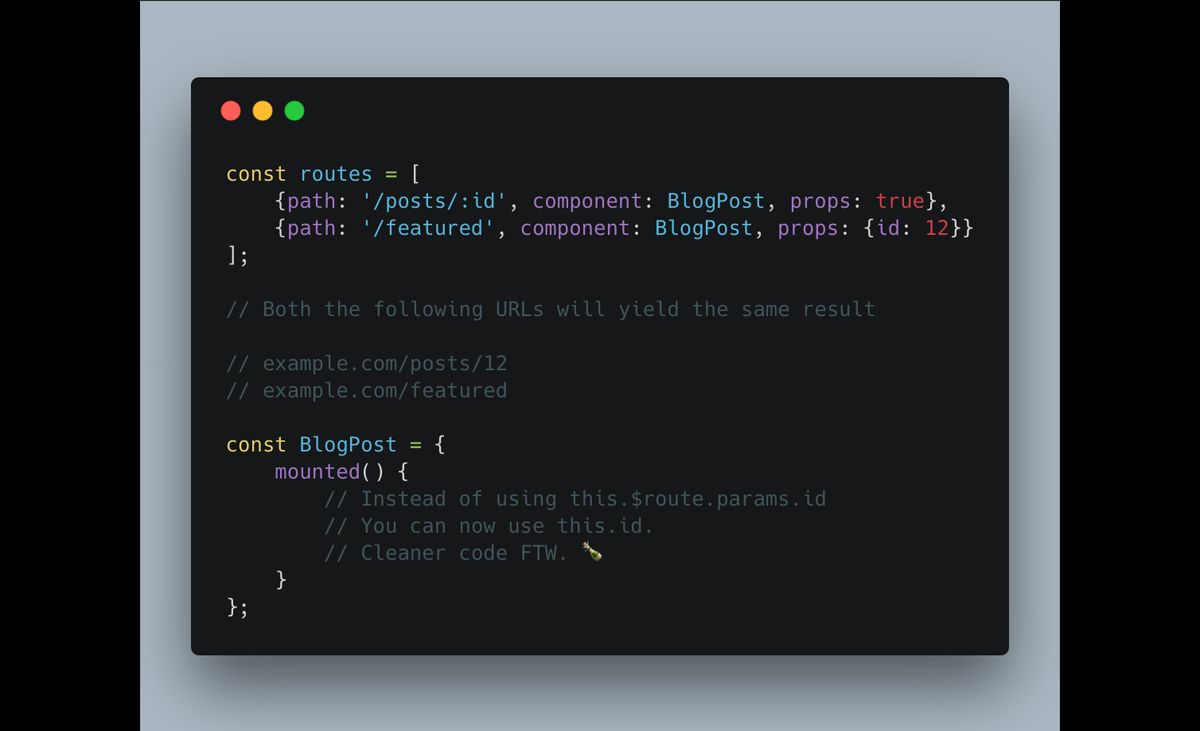 const routes = [
    {path: '/posts/:id', component: BlogPost, props: true},
    {path: '/featured', component: BlogPost, props: {id: 12}}
];
// Both the following URLs will yield the same result
// example.com/posts/12
// example.com/featured
const BlogPost = {
    mounted() {
        // Instead of using this.$route.params.id
        // You can now use this.id.
        // Cleaner code FTW. 🍾
    }
};